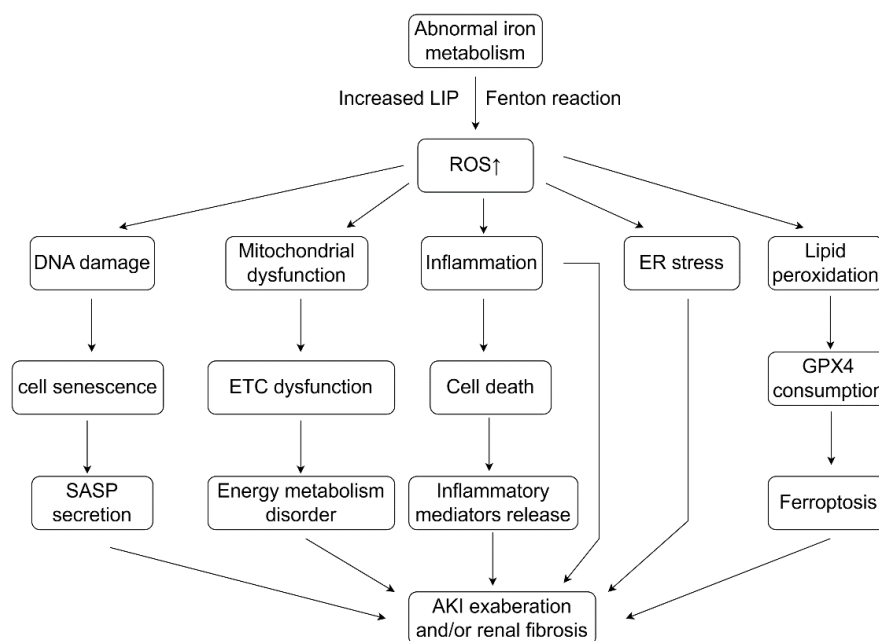 Abnormal iron
metabolism
Increased LIP
Fenton reaction
ROS↑
DNA damage
Mitochondrial
dysfunction
Inflammation
ER stress
Lipid
peroxidation
cell senescence
ETC dysfunction
Cell death
GPX4
consumption
SASP
secretion
Energy metabolism
disorder
Inflammatory
mediators release
Ferroptosis
AKI exaberation
and/or renal fibrosis